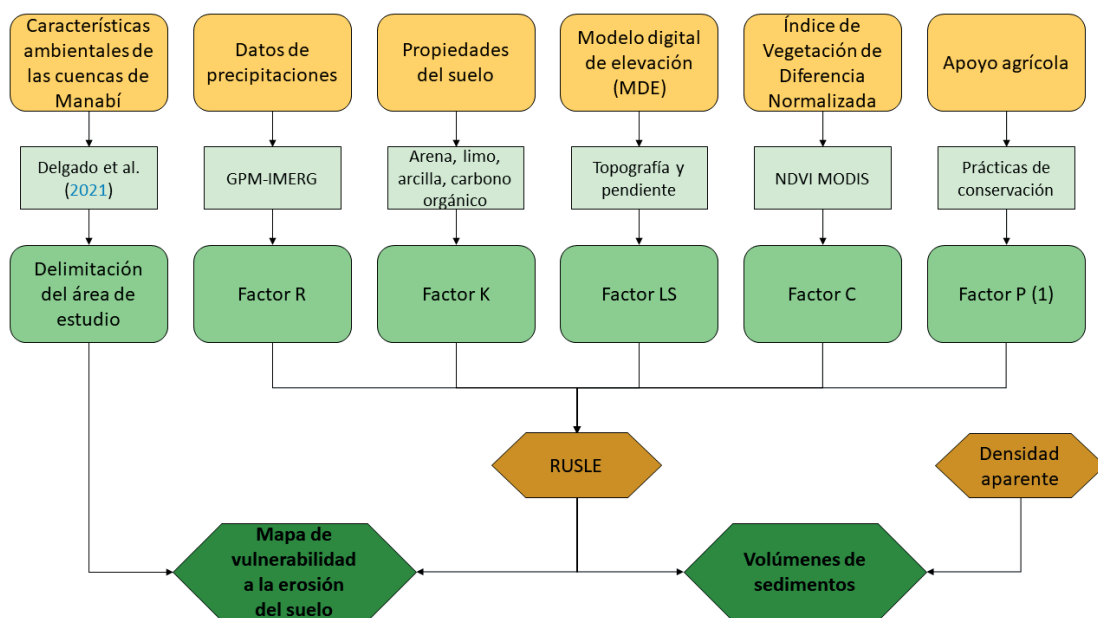 Características
ambientales de
las cuencas de
Manabí
Datos de
precipitaciones
Propiedades
del suelo
Modelo digital
de elevación
(MDE)
Índice de
Vegetación de
Diferencia
Normalizada
Apoyo agrícola
Delgado et al.
(2021)
GPM-IMERG
Arena, limo,
arcilla, carbono
orgánico
Topografía y
pendiente
NDVI MODIS
Prácticas de
conservación
Delimitación
del área de
estudio
Factor R
Factor K
Factor LS
Factor C
Factor P (1)
RUSLE
Densidad
aparente
Mapa de
vulnerabilidad
a la erosión
del suelo
Volúmenes de
sedimentos